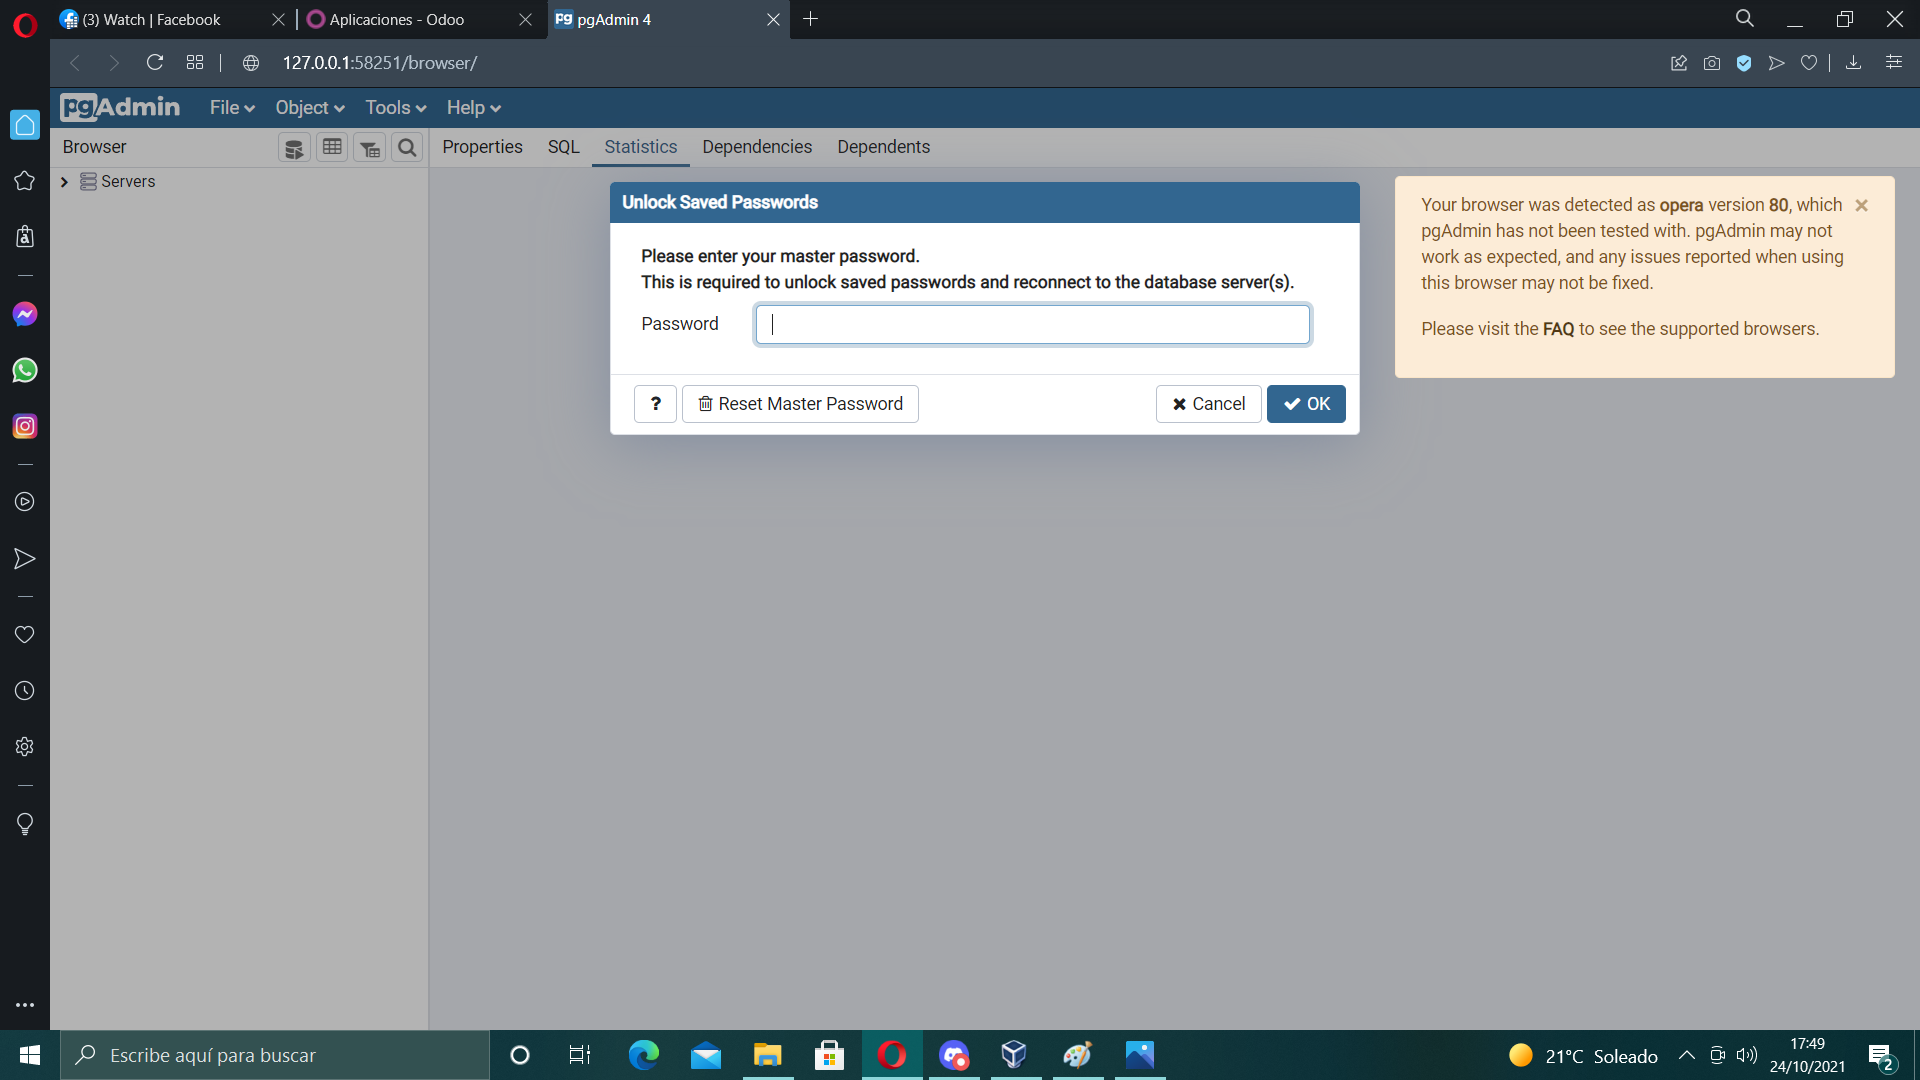 (3) Watch | Facebook
Aplicaciones - Odoo
pgAdmin 4
127.0.0.1:58251/browser/
pgAdmin File Object Tools Help
Browser
Properties SQL Statistics Dependencies Dependents
Servers
Unlock Saved Passwords
Please enter your master password.
This is required to unlock saved passwords and reconnect to the database server(s).
Password
? Reset Master Password Cancel OK
Your browser was detected as opera version 80, which
pgAdmin has not been tested with. pgAdmin may not
work as expected, and any issues reported when using
this browser may not be fixed.
Please visit the FAQ to see the supported browsers.
Escribe aquí para buscar
21°C Soleado
17:49
24/10/2021
2